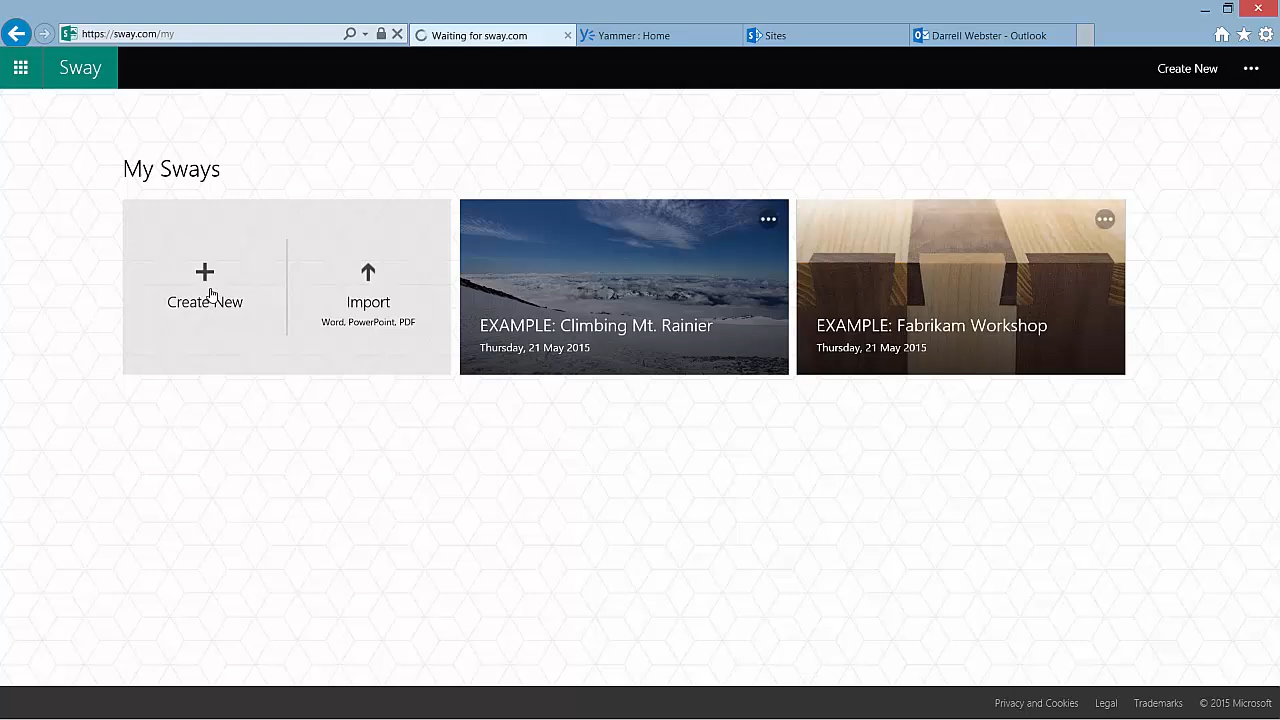 https://sway.com/my
Waiting for sway.com
Yammer : Home
Sites
Darrell Webster - Outlook
Sway
Create New
My Sways
Create New
Import
Word, PowerPoint, PDF
EXAMPLE: Climbing Mt. Rainier
Thursday, 21 May 2015
EXAMPLE: Fabrikam Workshop
Thursday, 21 May 2015
Privacy and Cookies
Legal
Trademarks
© 2015 Microsoft